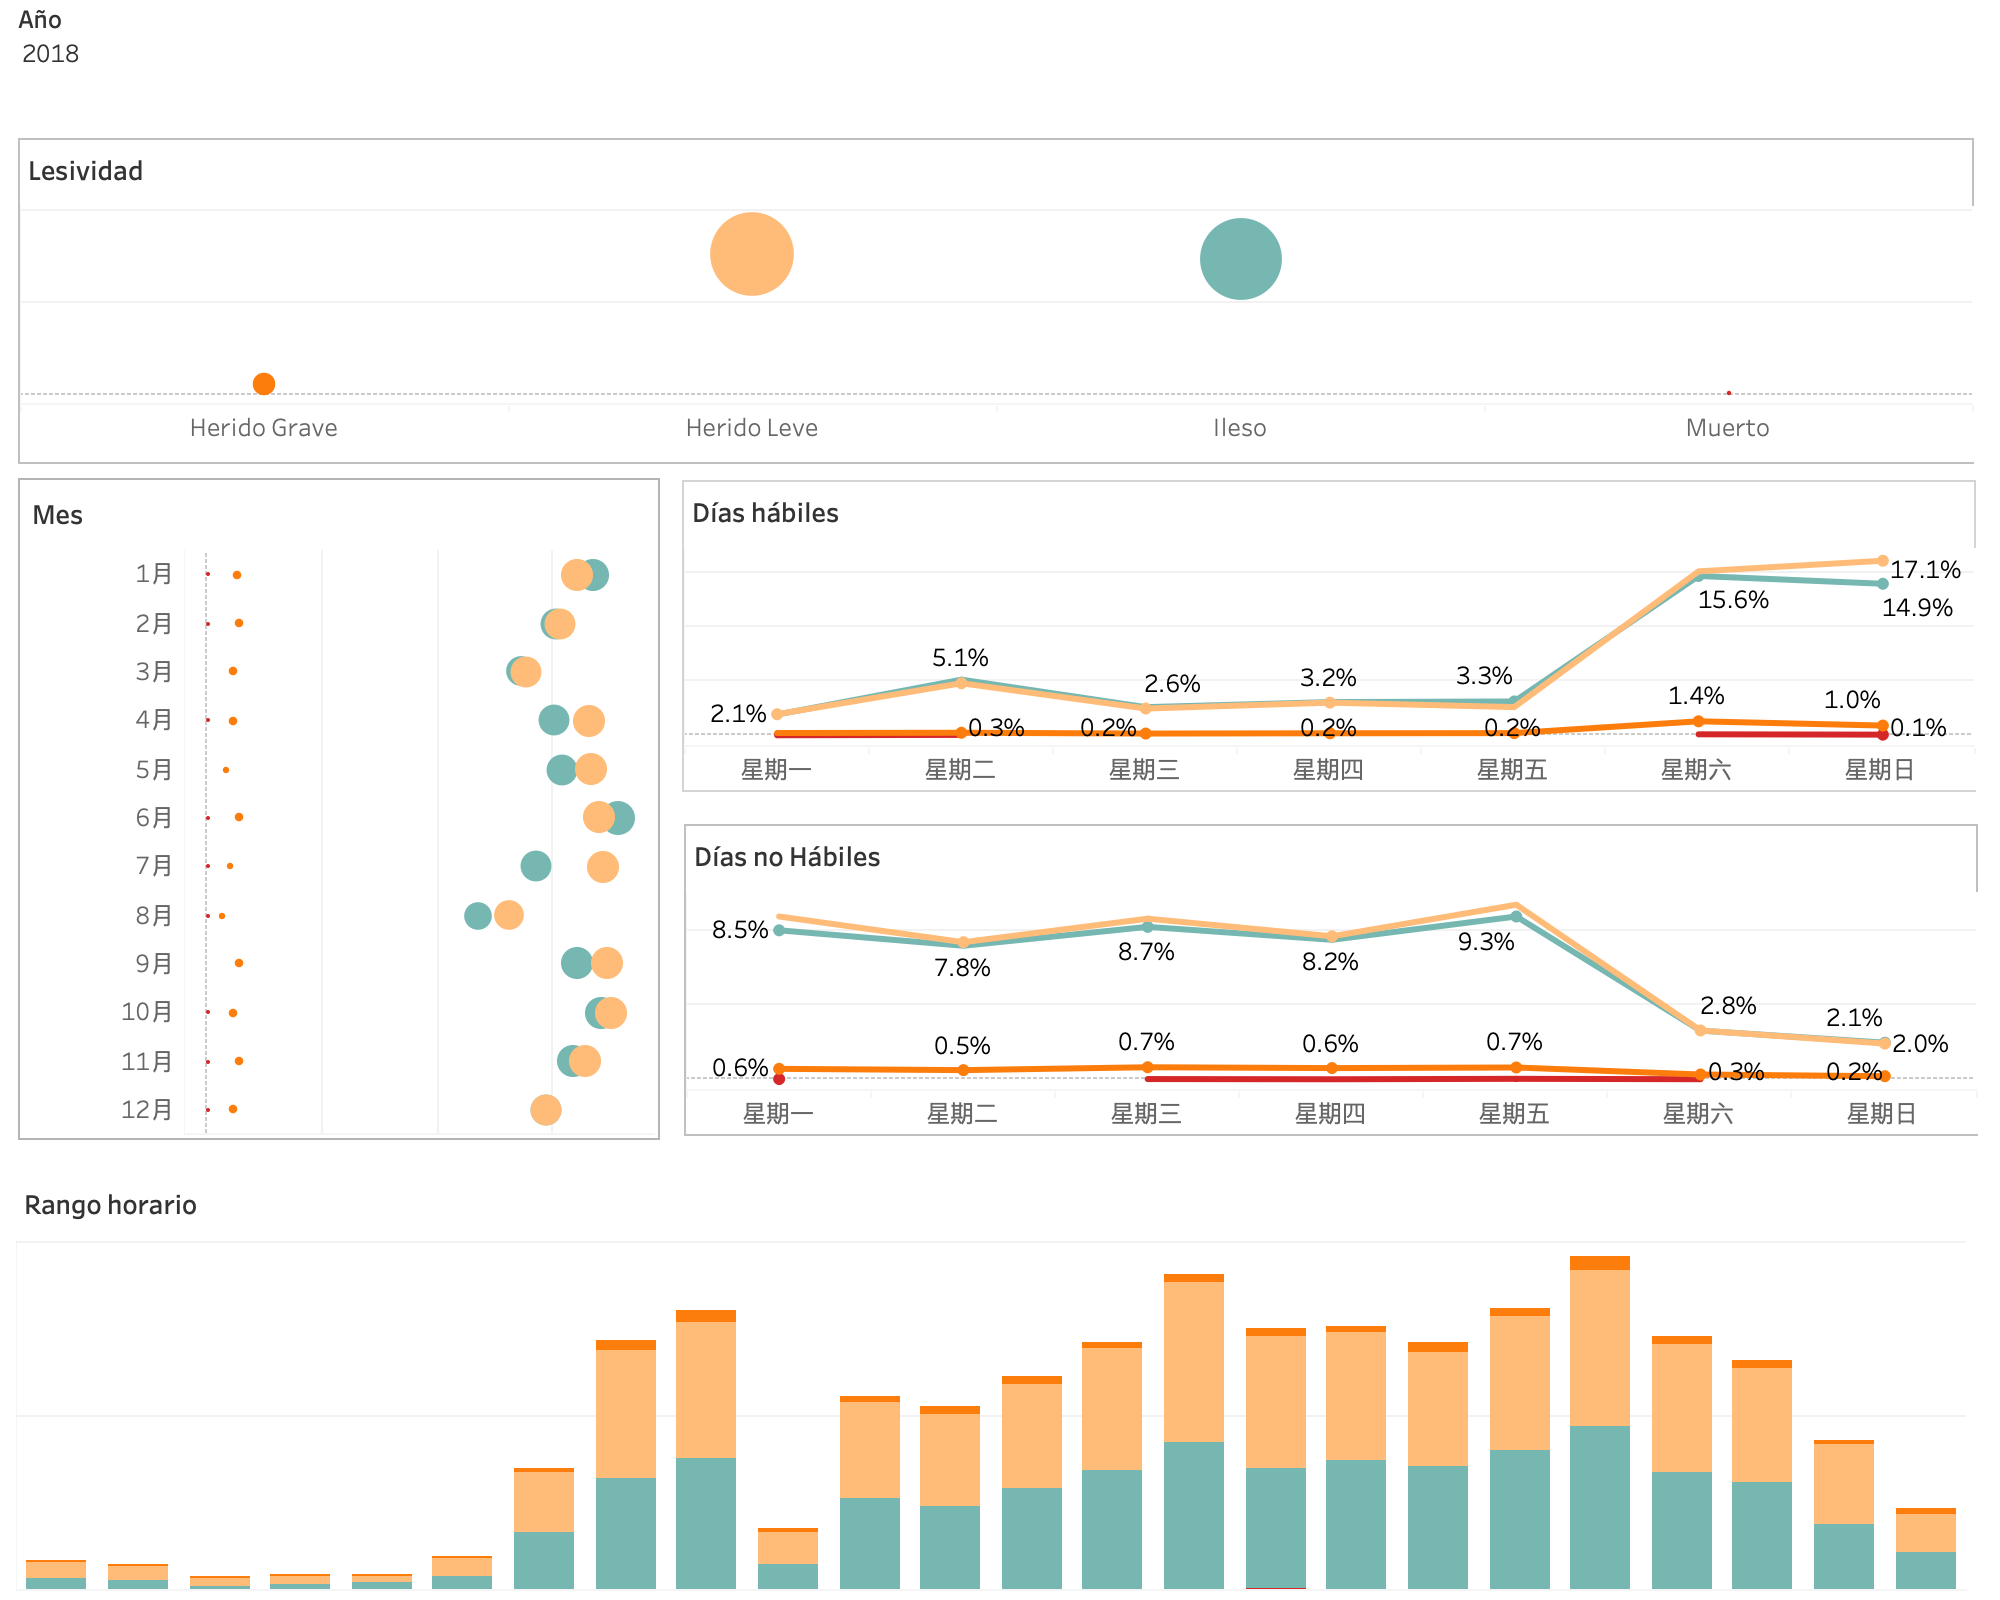 Año
2018
Lesividad
Herido Grave
Herido Leve
Ileso
Muerto
Mes
1月
2月
3月
4月
5月
6月
7月
8月
9月
10月
11月
12月
Días hábiles
17.1%
15.6%
14.9%
5.1%
2.6%
3.2%
3.3%
1.4%
1.0%
2.1%
0.3%
0.2%
0.2%
0.2%
0.1%
星期一
星期二
星期三
星期四
星期五
星期六
星期日
Días no Hábiles
8.5%
7.8%
8.7%
8.2%
9.3%
2.8%
2.1%
2.0%
0.6%
0.5%
0.7%
0.6%
0.7%
0.3%
0.2%
星期一
星期二
星期三
星期四
星期五
星期六
星期日
Rango horario